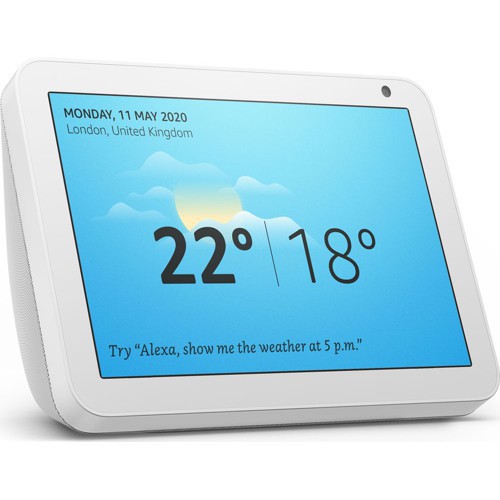 MONDAY, 11 MAY 2020
London, United Kingdom
22° 18°
Try “Alexa, show me the weather at 5 p.m.”